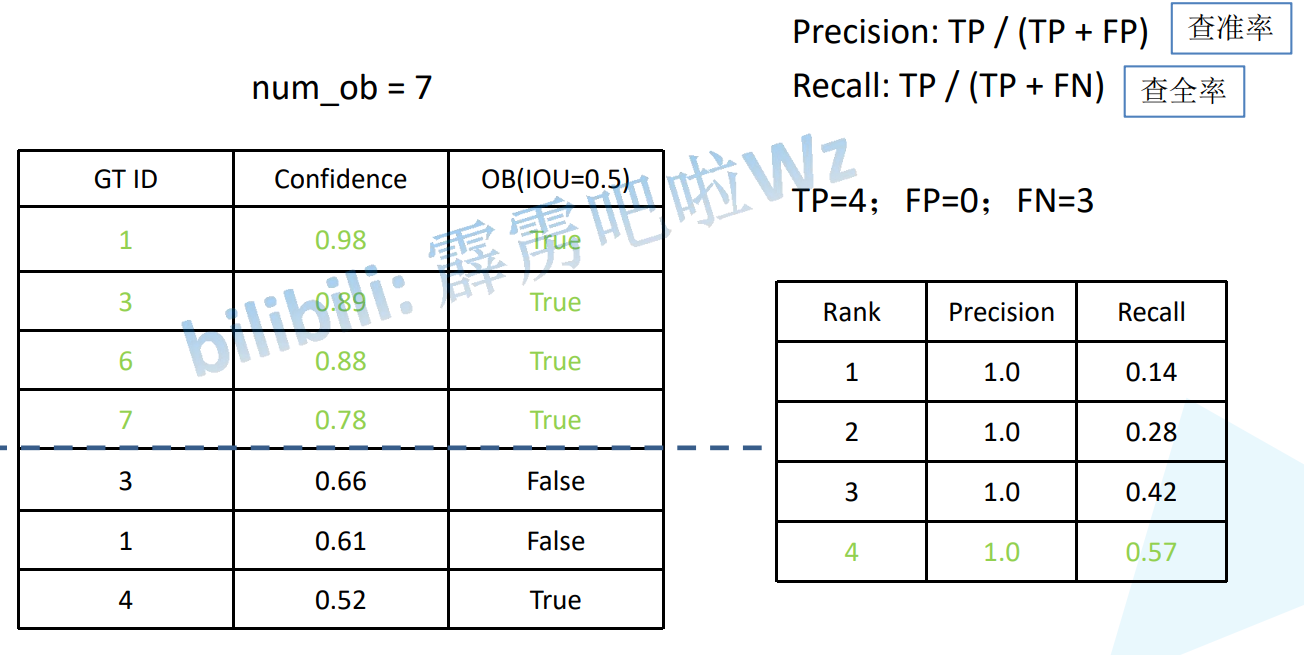 Precision: TP / (TP + FP) 查准率
Recall: TP / (TP + FN) 查全率
num_ob = 7
GT ID Confidence OB(IOU=0.5)
1 0.98 True
3 0.89 True
6 0.88 True
7 0.78 True
3 0.66 False
1 0.61 False
4 0.52 True
bilibili: 霹雳吧啦Wz
TP=4；FP=0；FN=3
Rank Precision Recall
1 1.0 0.14
2 1.0 0.28
3 1.0 0.42
4 1.0 0.57